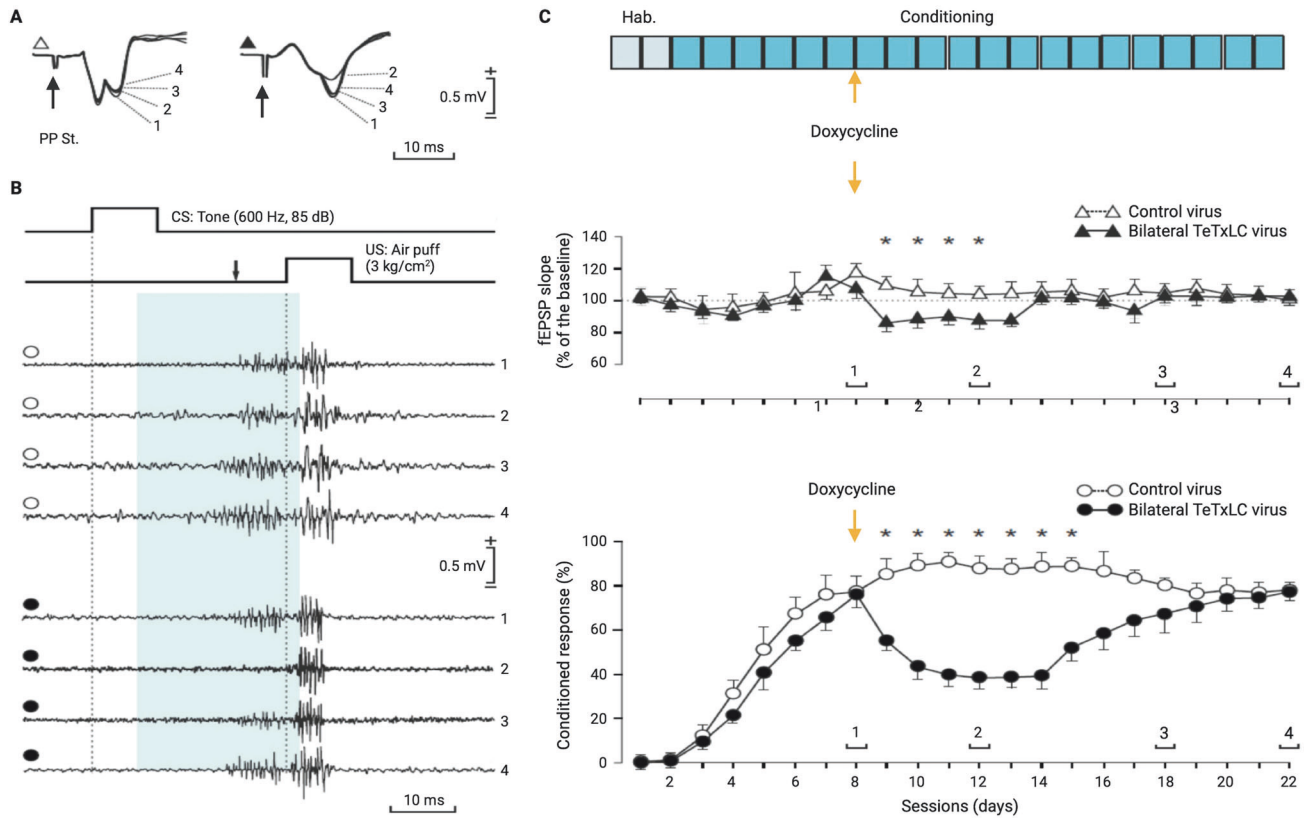 A
4
3
2
1
PP St.
2
4
3
1
+
0.5 mV
–
10 ms
B
CS: Tone (600 Hz, 85 dB)
US: Air puff
(3 kg/cm²)
1
2
3
4
+
0.5 mV
–
1
2
3
4
10 ms
C
Hab.
Conditioning
Doxycycline
Control virus
Bilateral TeTxLC virus
fEPSP slope
(% of the baseline)
140
120
100
80
60
* * * *
1 2 3 4
1 2 3
Doxycycline
Control virus
Bilateral TeTxLC virus
Conditioned response (%)
100
80
60
40
20
0
* * * * * * *
1 2 3 4
2 4 6 8 10 12 14 16 18 20 22
Sessions (days)